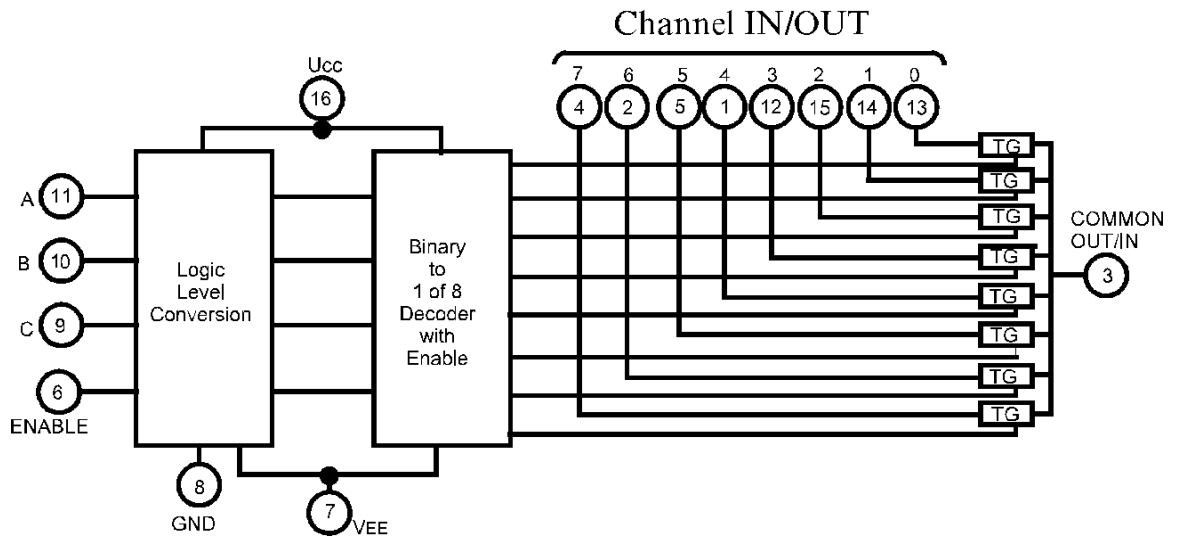 Channel IN/OUT
Ucc
16
7 6 5 4 3 2 1 0
4 2 5 1 12 15 14 13
TG
TG
TG
TG
TG
TG
TG
TG
A 11
B 10
C 9
6
ENABLE
Logic
Level
Conversion
Binary
to
1 of 8
Decoder
with
Enable
COMMON
OUT/IN
3
8
GND
7
VEE